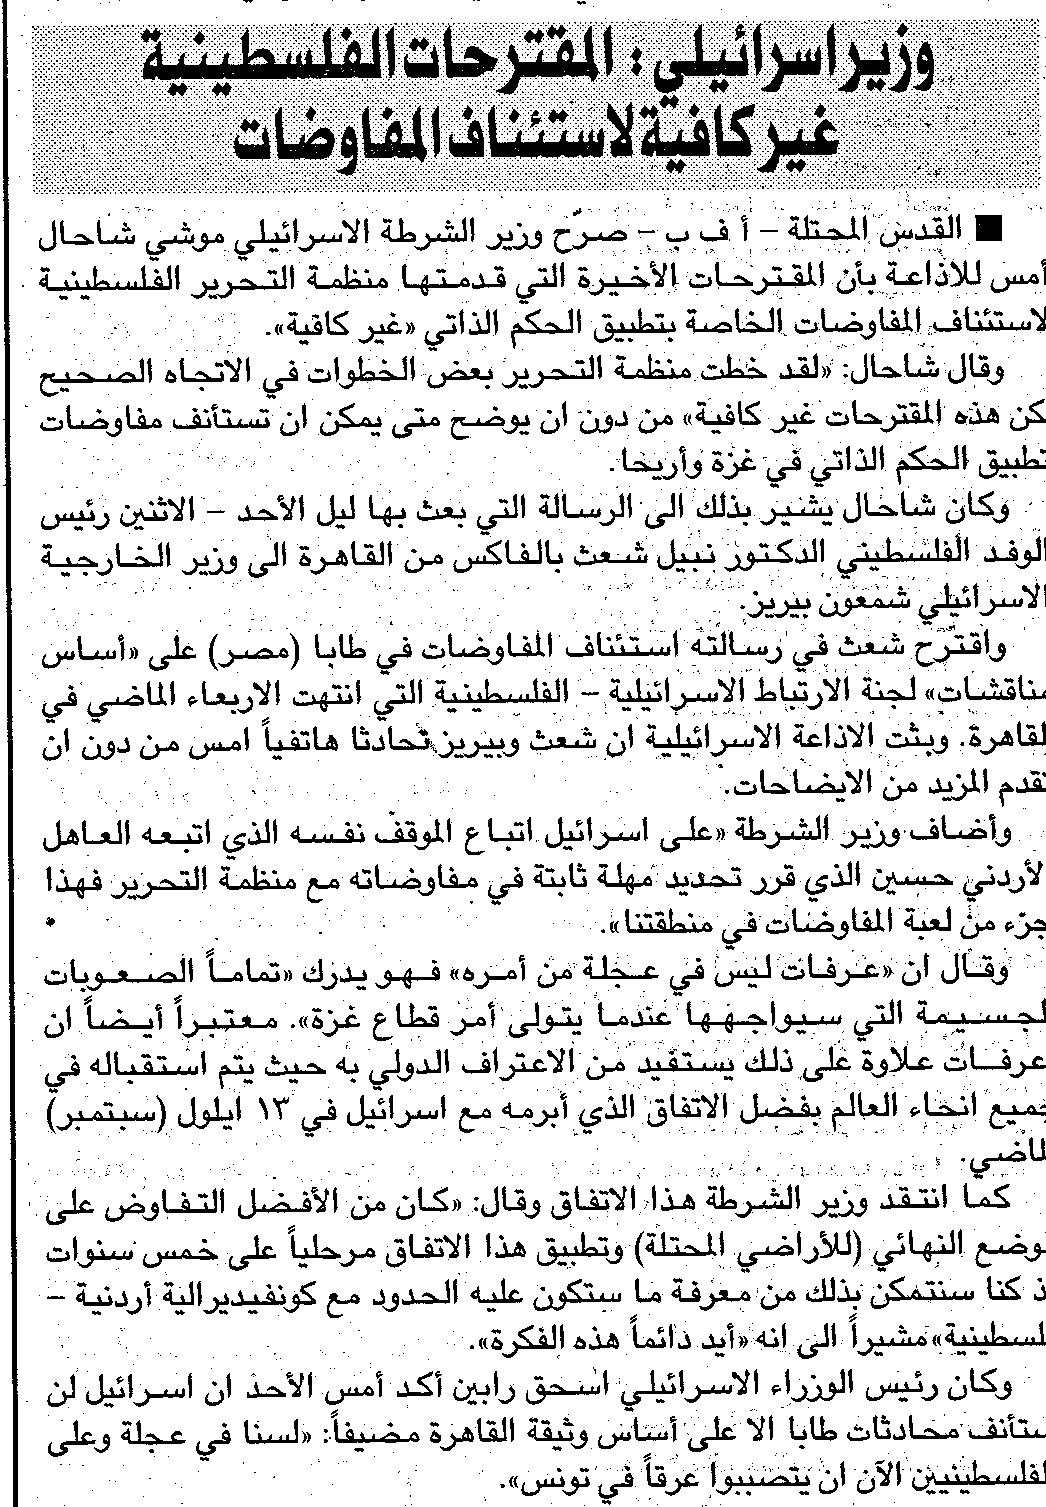 وزير اسرائيلي : المقترحات الفلسطينية
غير كافية لاستئناف المفاوضات
■ القدس المحتلة – أ ف ب – صرّح وزير الشرطة الاسرائيلي موشي شاحال
أمس للاذاعة بأن المقترحات الأخيرة التي قدمتها منظمة التحرير الفلسطينية
لاستئناف المفاوضات الخاصة بتطبيق الحكم الذاتي «غير كافية».
وقال شاحال: «لقد خطت منظمة التحرير بعض الخطوات في الاتجاه الصحيح
كن هذه المقترحات غير كافية» من دون ان يوضح متى يمكن ان تستأنف مفاوضات
تطبيق الحكم الذاتي في غزة وأريحا.
وكان شاحال يشير بذلك الى الرسالة التي بعث بها ليل الأحد – الاثنين رئيس
الوفد الفلسطيني الدكتور نبيل شعث بالفاكس من القاهرة الى وزير الخارجية
الاسرائيلي شمعون بيريز.
واقترح شعث في رسالته استئناف المفاوضات في طابا (مصر) على «أساس
مناقشات» لجنة الارتباط الاسرائيلية – الفلسطينية التي انتهت الاربعاء الماضي في
لقاهرة. وبثت الاذاعة الاسرائيلية ان شعث وبيريز تحادثا هاتفياً امس من دون ان
تقدم المزيد من الايضاحات.
وأضاف وزير الشرطة «على اسرائيل اتباع الموقف نفسه الذي اتبعه العاهل
لأردني حسين الذي قرر تحديد مهلة ثابتة في مفاوضاته مع منظمة التحرير فهذا
جزء من لعبة المفاوضات في منطقتنا».
وقال ان «عرفات ليس في عجلة من أمره» فهو يدرك «تماماً الصعوبات
لجسيمة التي سيواجهها عندما يتولى أمر قطاع غزة». معتبراً أيضاً ان
عرفات علاوة على ذلك يستفيد من الاعتراف الدولي به حيث يتم استقباله في
جميع انحاء العالم بفضل الاتفاق الذي أبرمه مع اسرائيل في ١٣ ايلول (سبتمبر)
لماضي.
كما انتقد وزير الشرطة هذا الاتفاق وقال: «كان من الأفضل التفاوض على
لوضع النهائي (للأراضي المحتلة) وتطبيق هذا الاتفاق مرحلياً على خمس سنوات
ذ كنا سنتمكن بذلك من معرفة ما ستكون عليه الحدود مع كونفيديرالية أردنية –
لسطينية» مشيراً الى انه «أيد دائماً هذه الفكرة».
وكان رئيس الوزراء الاسرائيلي اسحق رابين أكد أمس الأحد ان اسرائيل لن
ستأنف محادثات طابا الا على أساس وثيقة القاهرة مضيفاً: «لسنا في عجلة وعلى
لفلسطينيين الآن ان يتصببوا عرقاً في تونس».